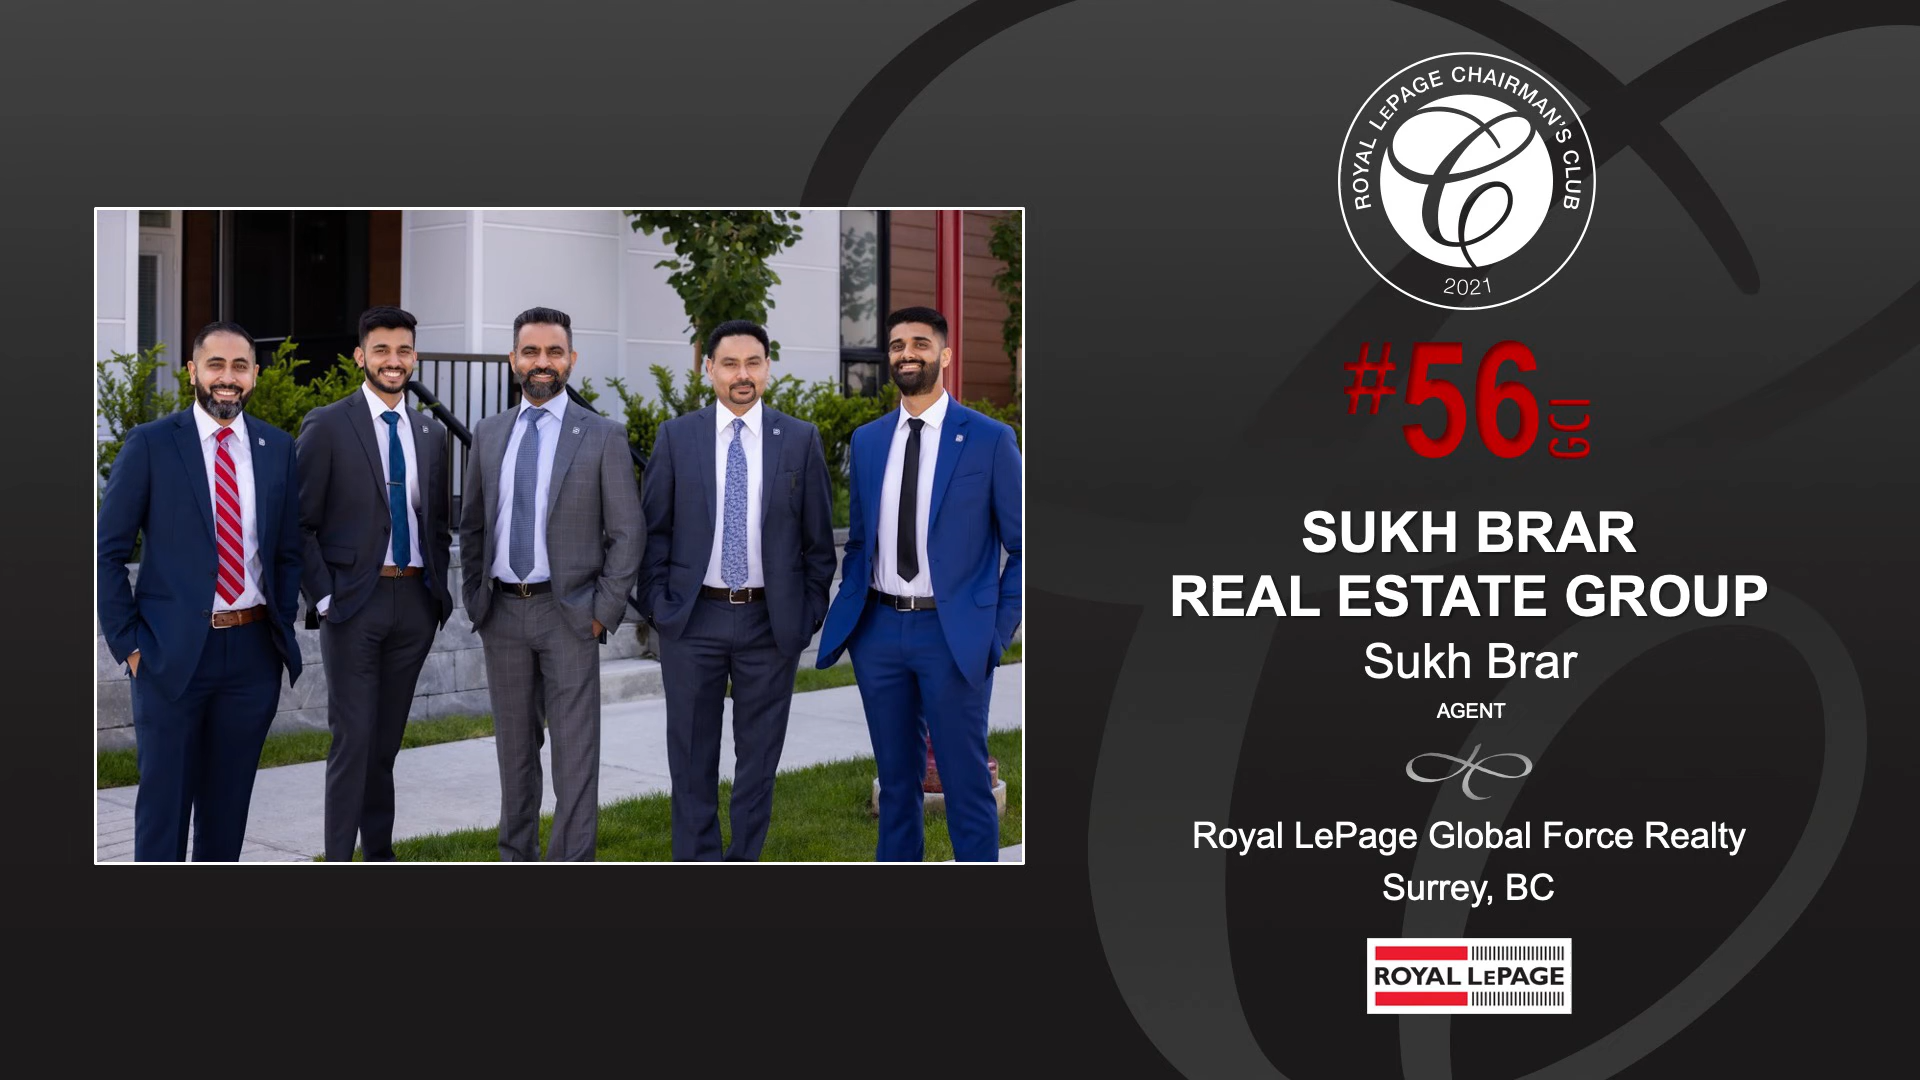 ROYAL LEPAGE CHAIRMAN'S CLUB
2021
#56 GCI
SUKH BRAR
REAL ESTATE GROUP
Sukh Brar
AGENT
Royal LePage Global Force Realty
Surrey, BC
ROYAL LEPAGE